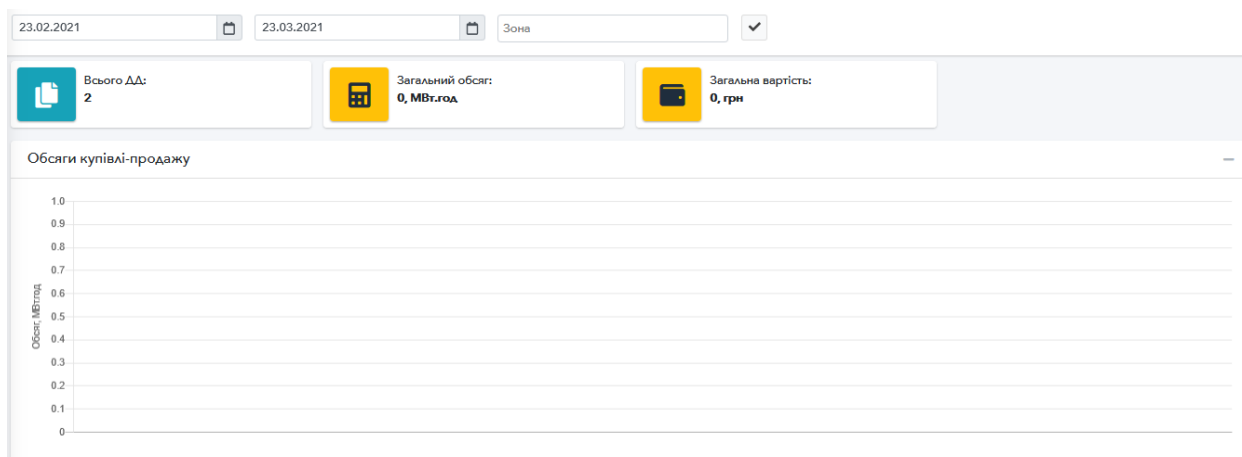 23.02.2021
23.03.2021
Зона
Всього ДД:
2
Загальний обсяг:
0, МВт.год
Загальна вартість:
0, грн
Обсяги купівлі-продажу
1.0
0.9
0.8
0.7
0.6
0.5
0.4
0.3
0.2
0.1
0
Обсяг, МВт.год